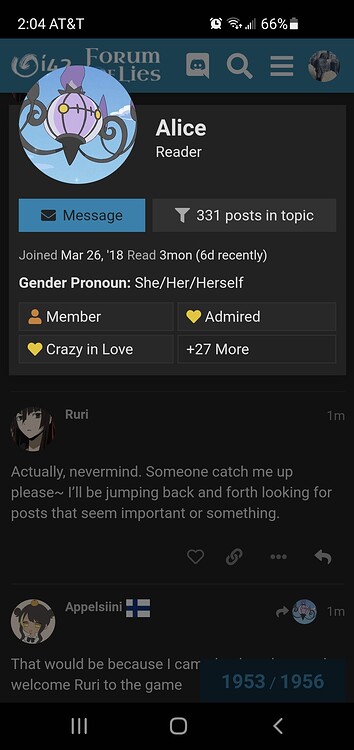 2:04 AT&T 66%
Forum
of Lies
Alice
Reader
Message
331 posts in topic
Joined Mar 26, '18 Read 3mon (6d recently)
Gender Pronoun: She/Her/Herself
Member
Admired
Crazy in Love
+27 More
Ruri 1m
Actually, nevermind. Someone catch me up
please~ I'll be jumping back and forth looking for
posts that seem important or something.
Appelsiini 1m
That would be because I
welcome Ruri to the game
1953 / 1956